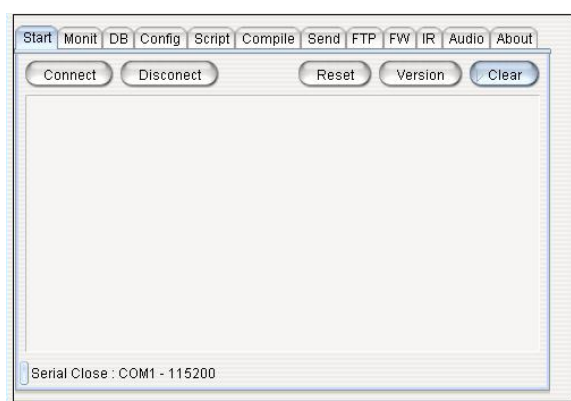 Start Monit DB Config Script Compile Send FTP FW IR Audio About
Connect Disconect Reset Version Clear
Serial Close : COM1 - 115200